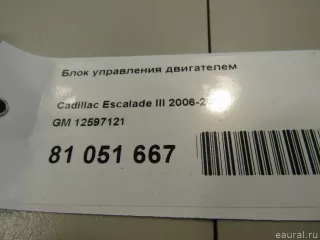 Блок управления двигателем
Cadillac Escalade III 2006-2
GM 12597121
81 051 667
eaural.ru